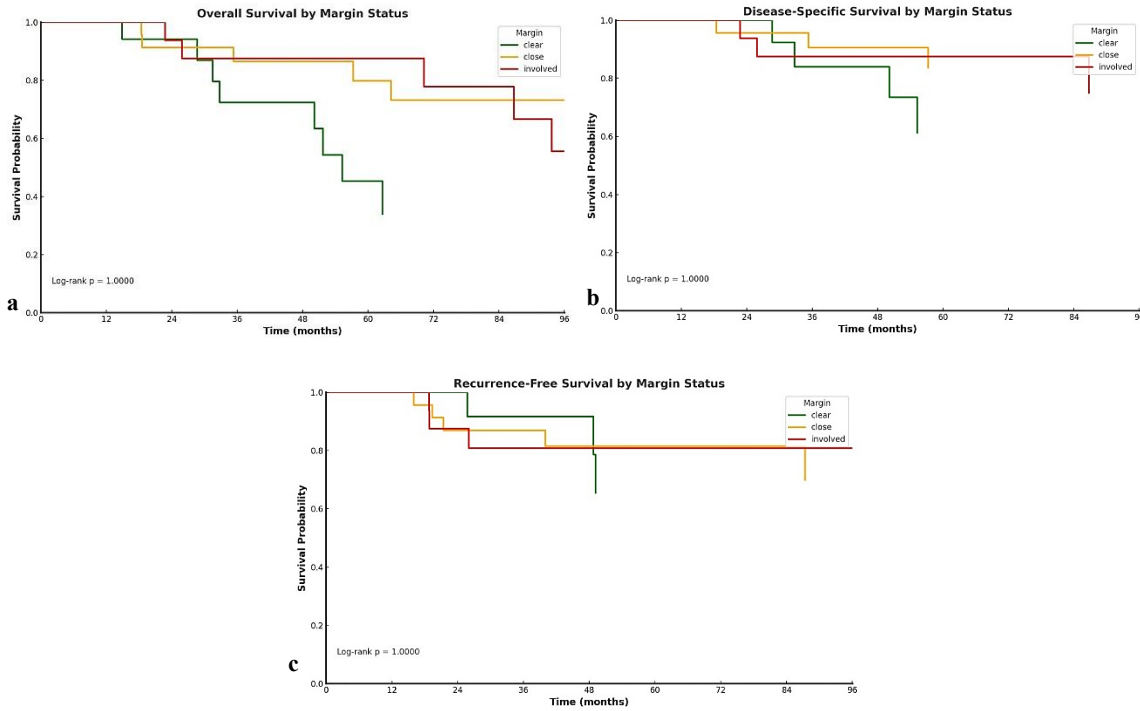 Overall Survival by Margin Status
Margin
clear
close
involved
Survival Probability
1.0
0.8
0.6
0.4
0.2
0.0
Log-rank p = 1.0000
0 12 24 36 48 60 72 84 96
Time (months)
a
Disease-Specific Survival by Margin Status
Margin
clear
close
involved
Survival Probability
1.0
0.8
0.6
0.4
0.2
0.0
Log-rank p = 1.0000
0 12 24 36 48 60 72 84 96
Time (months)
b
Recurrence-Free Survival by Margin Status
Margin
clear
close
involved
Survival Probability
1.0
0.8
0.6
0.4
0.2
0.0
Log-rank p = 1.0000
0 12 24 36 48 60 72 84 96
Time (months)
c